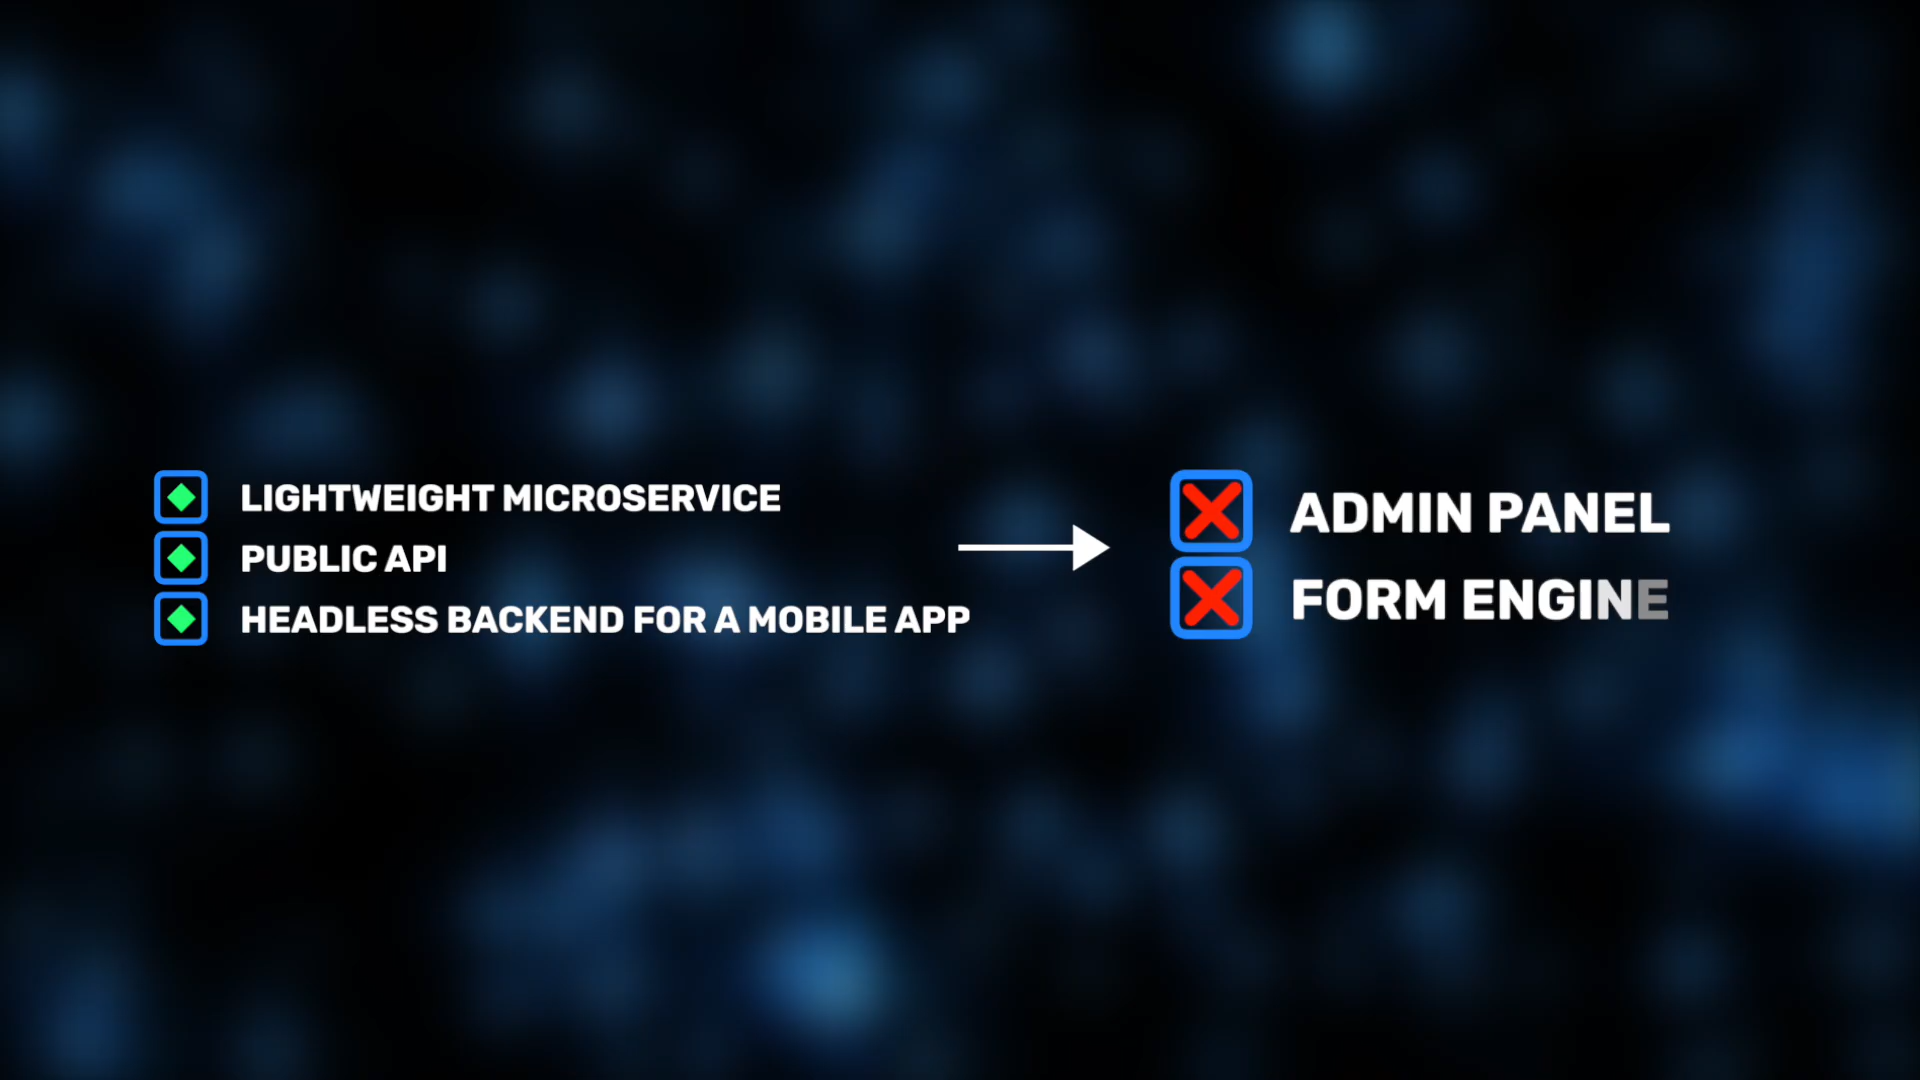 LIGHTWEIGHT MICROSERVICE
PUBLIC API
HEADLESS BACKEND FOR A MOBILE APP
ADMIN PANEL
FORM ENGINE